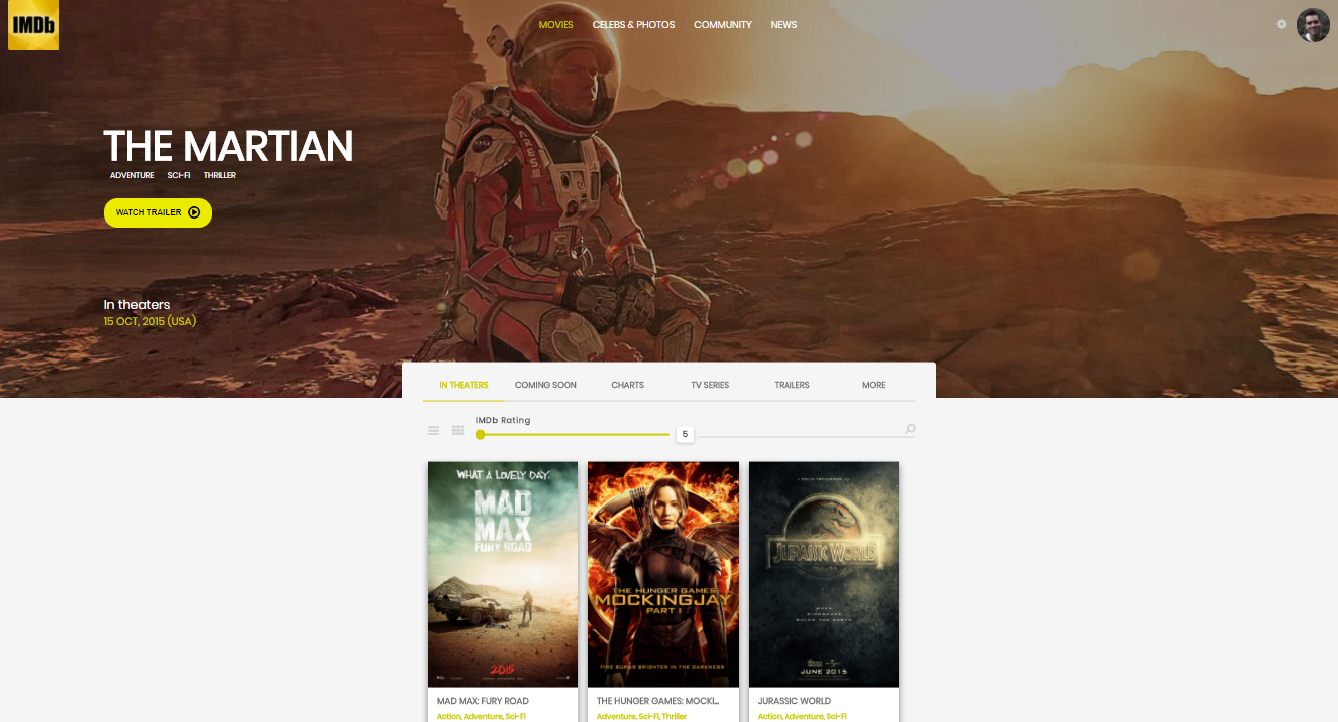 IMDb
MOVIES CELEBS & PHOTOS COMMUNITY NEWS
THE MARTIAN
ADVENTURE SCI-FI THRILLER
WATCH TRAILER
In theaters
15 OCT, 2015 (USA)
IN THEATERS COMING SOON CHARTS TV SERIES TRAILERS MORE
IMDb Rating
5
WHAT A LOVELY DAY.
MAD
MAX
FURY ROAD
2015
THE HUNGER GAMES
MOCKINGJAY
PART 1
FIRE BURNS BRIGHTER IN THE DARKNESS
JURASSIC WORLD
JUNE 2015
MAD MAX: FURY ROAD
Action, Adventure, Sci-Fi
THE HUNGER GAMES: MOCKI...
Adventure, Sci-Fi, Thriller
JURASSIC WORLD
Action, Adventure, Sci-Fi